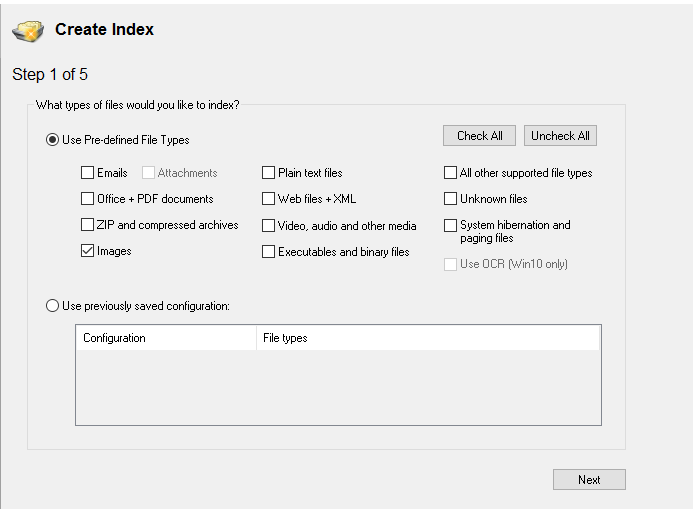 Create Index
Step 1 of 5
What types of files would you like to index?
Use Pre-defined File Types
Check All
Uncheck All
Emails
Attachments
Plain text files
All other supported file types
Office + PDF documents
Web files + XML
Unknown files
ZIP and compressed archives
Video, audio and other media
System hibernation and
paging files
Images
Executables and binary files
Use OCR (Win10 only)
Use previously saved configuration:
Configuration
File types
Next